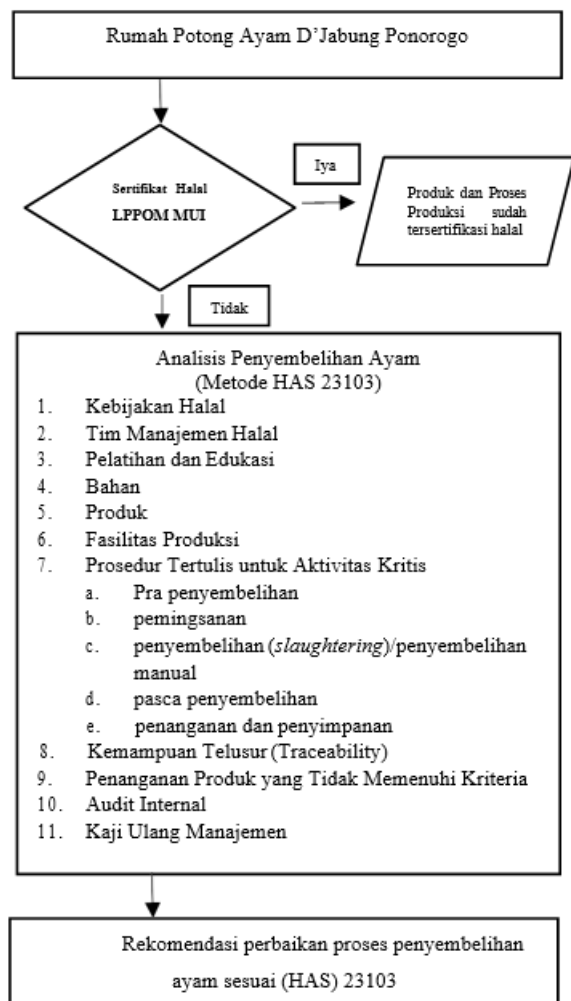 Rumah Potong Ayam D’Jabung Ponorogo
Sertifikat Halal
LPPOM MUI
Iya
Produk dan Proses
Produksi sudah
tersertifikasi halal
Tidak
Analisis Penyembelihan Ayam
(Metode HAS 23103)
1. Kebijakan Halal
2. Tim Manajemen Halal
3. Pelatihan dan Edukasi
4. Bahan
5. Produk
6. Fasilitas Produksi
7. Prosedur Tertulis untuk Aktivitas Kritis
a. Pra penyembelihan
b. pemingsanan
c. penyembelihan (slaughtering)/penyembelihan
manual
d. pasca penyembelihan
e. penanganan dan penyimpanan
8. Kemampuan Telusur (Traceability)
9. Penanganan Produk yang Tidak Memenuhi Kriteria
10. Audit Internal
11. Kaji Ulang Manajemen
Rekomendasi perbaikan proses penyembelihan
ayam sesuai (HAS) 23103